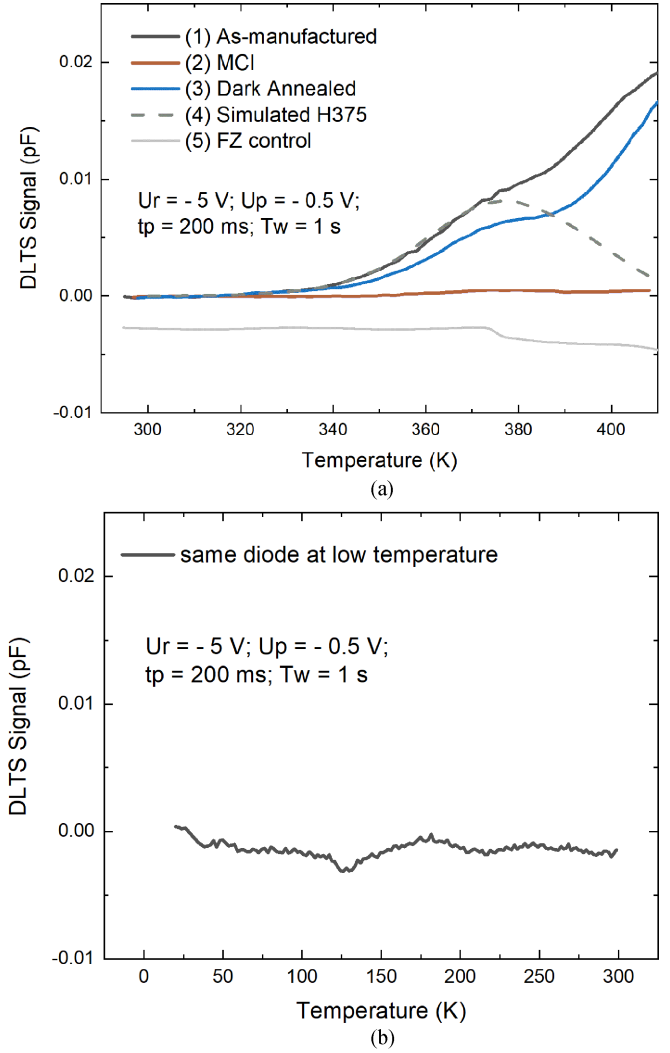 (1) As-manufactured
(2) MCI
(3) Dark Annealed
(4) Simulated H375
(5) FZ control
Ur = - 5 V; Up = - 0.5 V;
tp = 200 ms; Tw = 1 s
0.02
0.01
0.00
-0.01
DLTS Signal (pF)
300 320 340 360 380 400
Temperature (K)
(a)
same diode at low temperature
Ur = - 5 V; Up = - 0.5 V;
tp = 200 ms; Tw = 1 s
0.02
0.01
0.00
-0.01
DLTS Signal (pF)
0 50 100 150 200 250 300
Temperature (K)
(b)